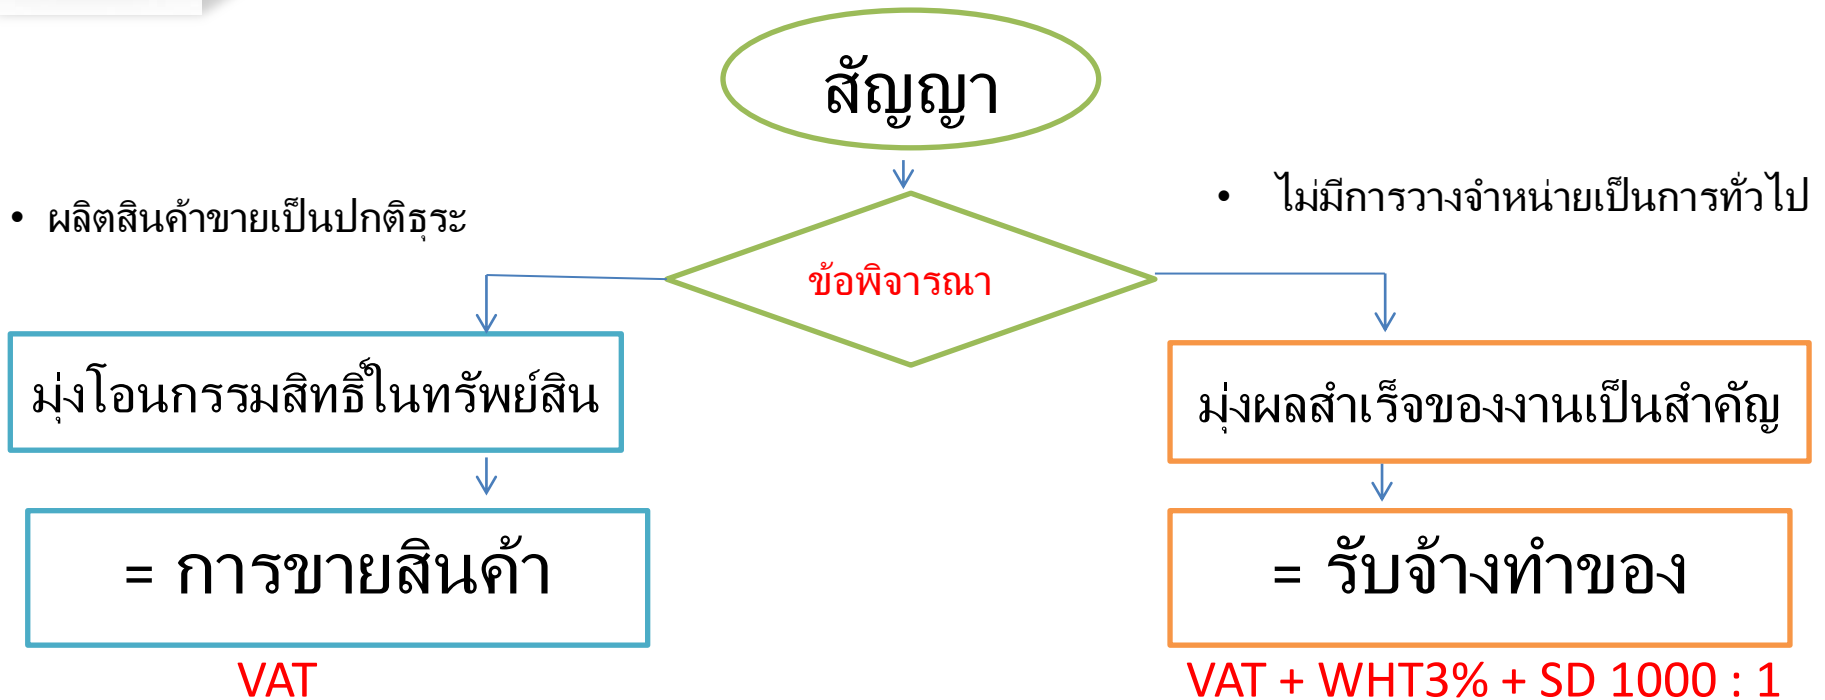 สัญญา
• ผลิตสินค้าขายเป็นปกติธุระ
• ไม่มีการวางจำหน่ายเป็นการทั่วไป
ข้อพิจารณา
มุ่งโอนกรรมสิทธิ์ในทรัพย์สิน
มุ่งผลสำเร็จของงานเป็นสำคัญ
= การขายสินค้า
= รับจ้างทำของ
VAT
VAT + WHT3% + SD 1000 : 1